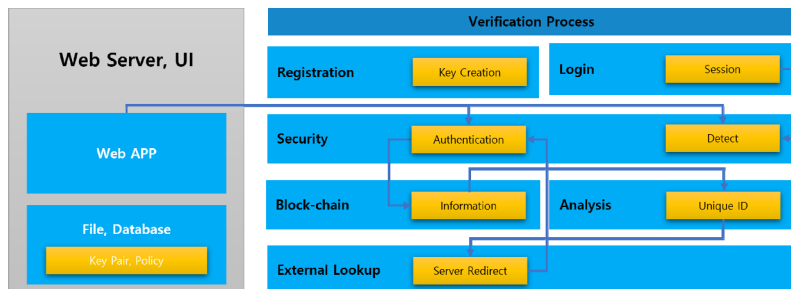 Web Server, UI
Web APP
File, Database
Key Pair, Policy
Verification Process
Registration
Key Creation
Login
Session
Security
Authentication
Detect
Block-chain
Information
Analysis
Unique ID
External Lookup
Server Redirect